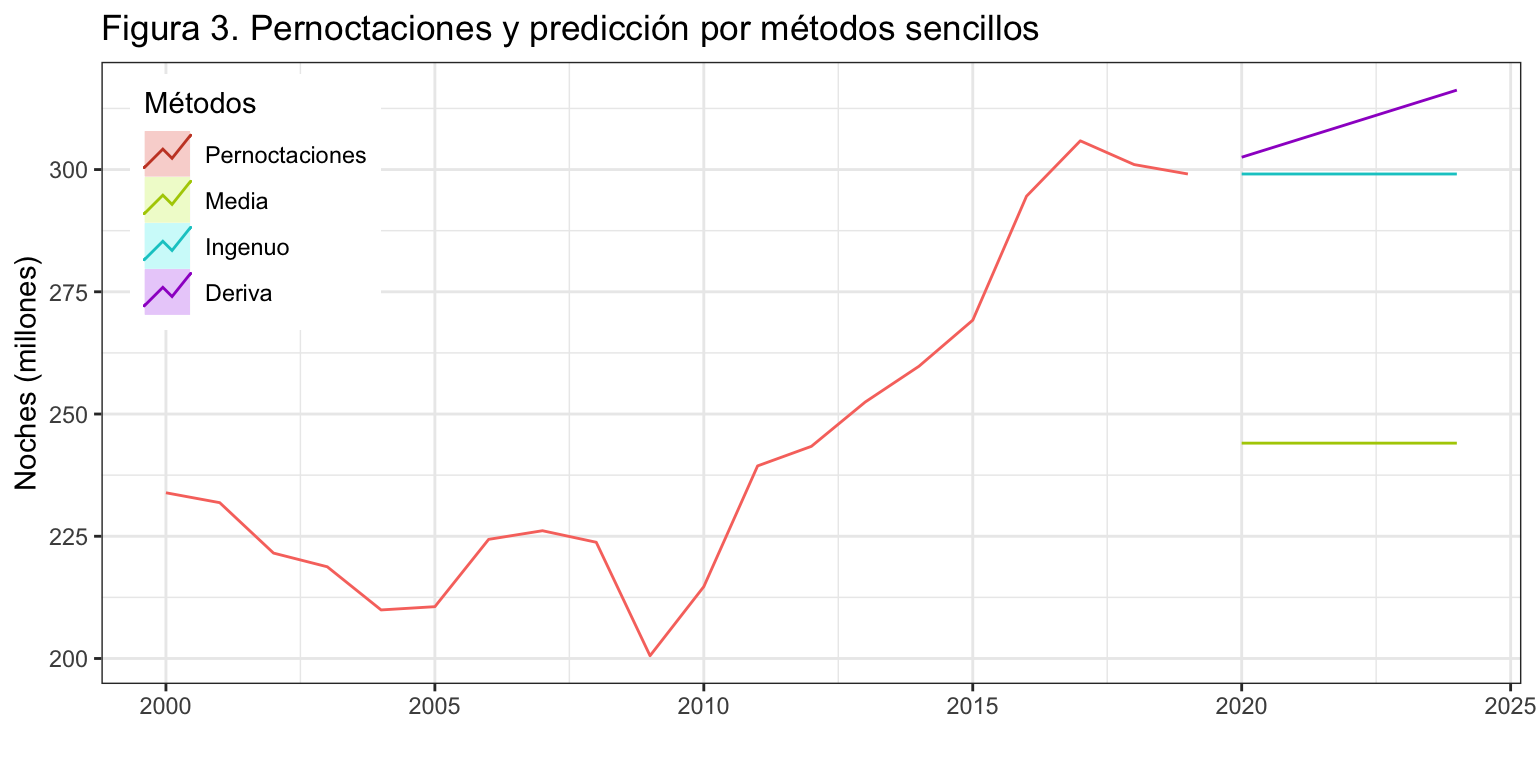 Figura 3. Pernoctaciones y predicción por métodos sencillos
Métodos
Pernoctaciones
Media
Ingenuo
Deriva
Noches (millones)
300
275
250
225
200
2000
2005
2010
2015
2020
2025